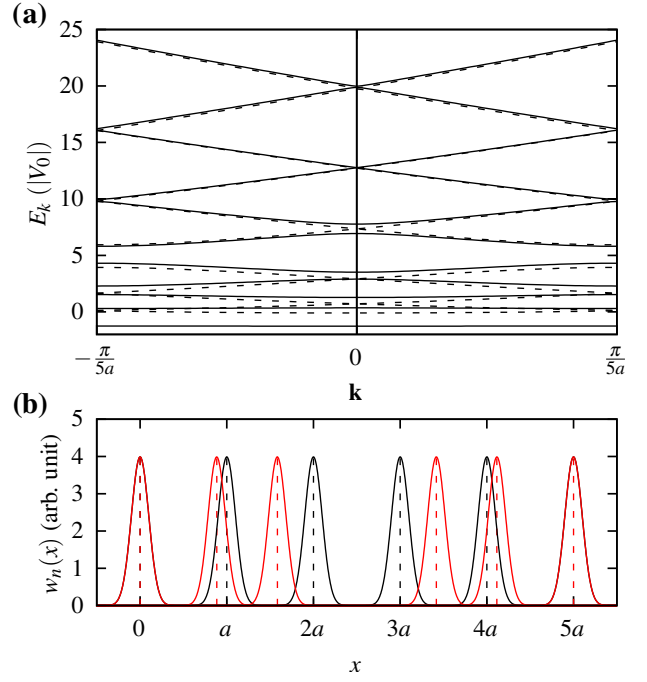 (a)
25
20
15
10
5
0
E_k (|V_0|)
−π/5a
0
π/5a
k
(b)
5
4
3
2
1
0
w_n(x) (arb. unit)
0
a
2a
3a
4a
5a
x